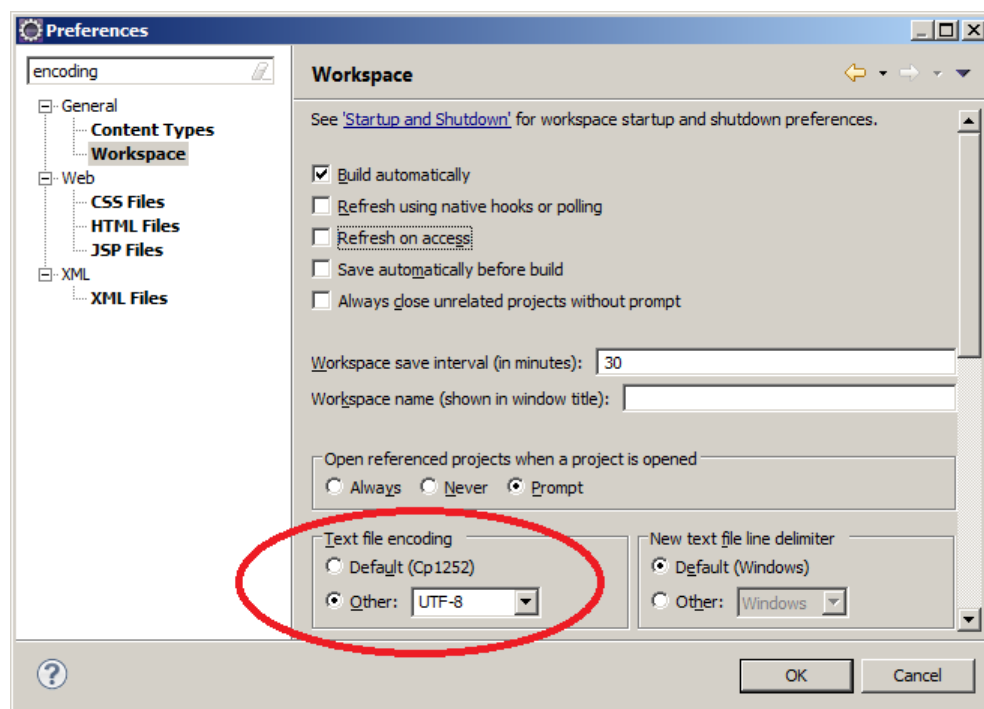 Preferences
encoding
General
Content Types
Workspace
Web
CSS Files
HTML Files
JSP Files
XML
XML Files
Workspace
See 'Startup and Shutdown' for workspace startup and shutdown preferences.
Build automatically
Refresh using native hooks or polling
Refresh on access
Save automatically before build
Always close unrelated projects without prompt
Workspace save interval (in minutes): 30
Workspace name (shown in window title):
Open referenced projects when a project is opened
Always Never Prompt
Text file encoding
Default (Cp1252)
Other: UTF-8
New text file line delimiter
Default (Windows)
Other: Windows
?
OK Cancel